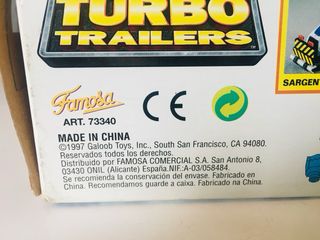 TURBO
TRAILERS
SARGENT
Famosa
CE
ART. 73340
MADE IN CHINA
©1997 Galoob Toys, Inc., South San Francisco, CA 94080.
Reservados todos los derechos.
Distribuido por FAMOSA COMERCIAL S.A. San Antonio 8,
03430 ONIL (Alicante) España.NIF:A-03/058484.
Se recomienda la conservación del envase. Fabricado en
China. Recomendamos guarde a caixa. Fabricado na China.